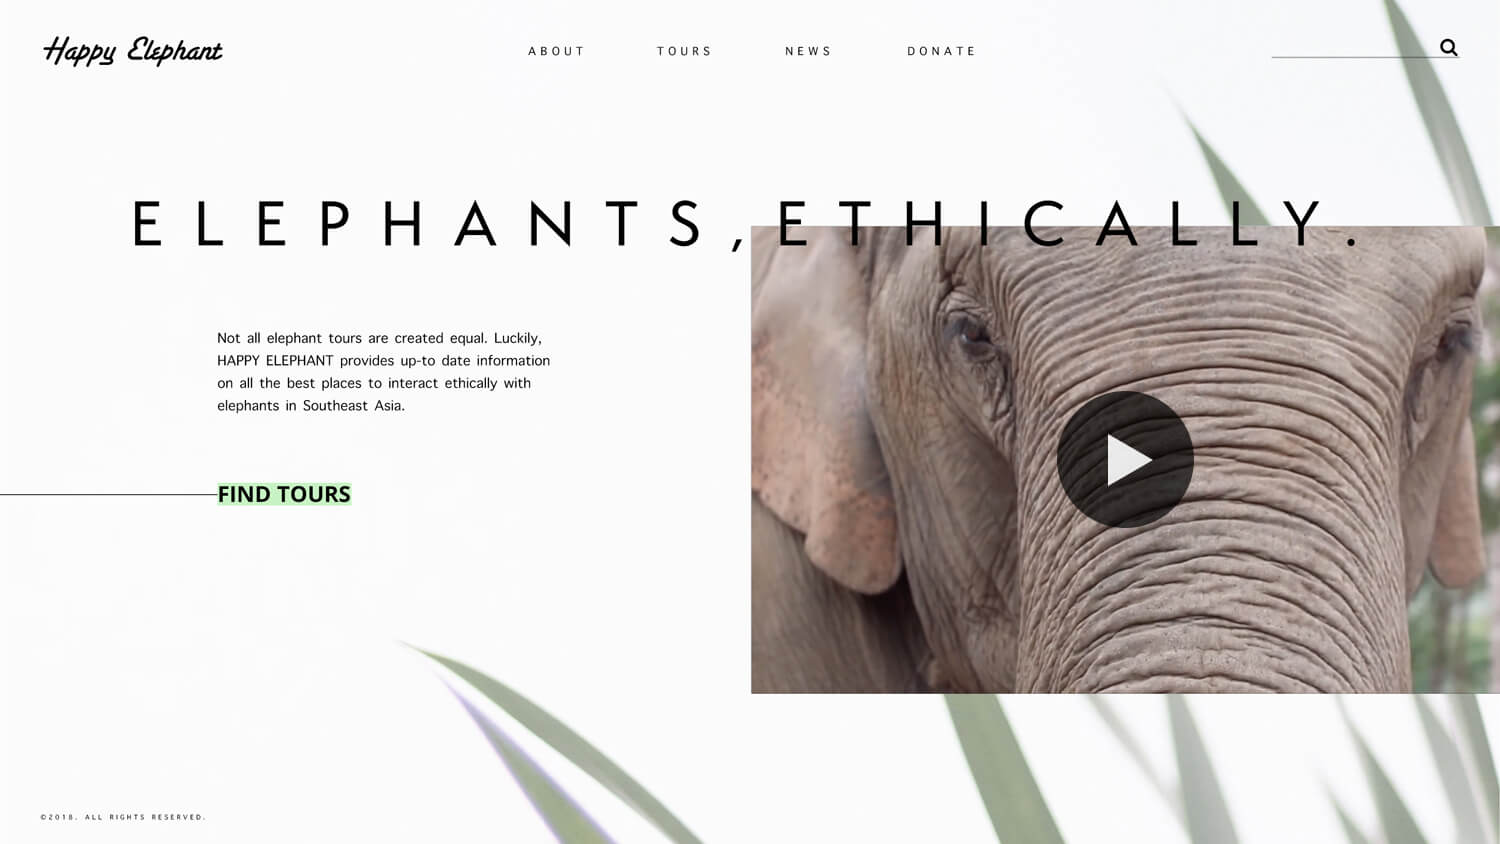 Happy Elephant
ABOUT
TOURS
NEWS
DONATE
ELEPHANTS, ETHICALLY.
Not all elephant tours are created equal. Luckily,
HAPPY ELEPHANT provides up-to date information
on all the best places to interact ethically with
elephants in Southeast Asia.
FIND TOURS
©2018. ALL RIGHTS RESERVED.